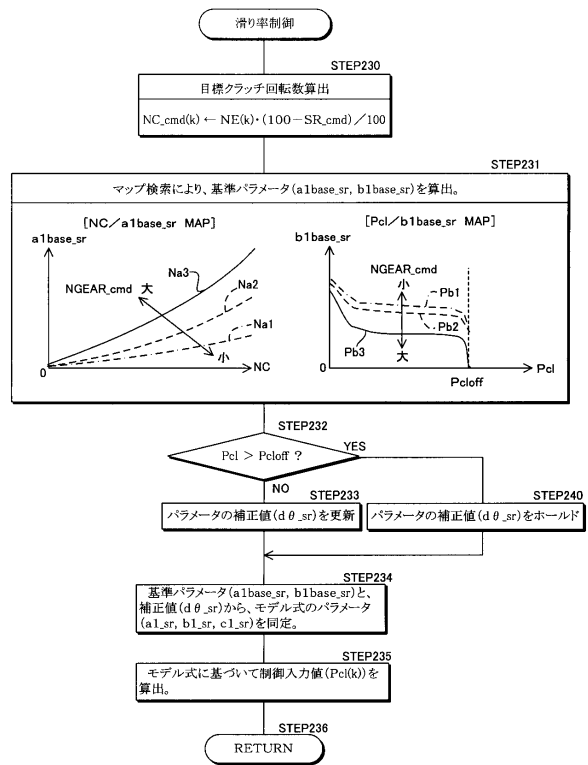 滑り率制御
STEP230
目標クラッチ回転数算出
NC_cmd(k) ← NE(k)・(100－SR_cmd)／100
STEP231
マップ検索により、基準パラメータ(a1base_sr, b1base_sr)を算出。
[NC／a1base_sr MAP]
a1base_sr
Na3
NGEAR_cmd 大
Na2
Na1
小
0
NC
[Pcl／b1base_sr MAP]
b1base_sr
NGEAR_cmd
小
Pb1
Pb2
Pb3
大
0
Pcl
Pcloff
STEP232
Pcl ＞ Pcloff ?
YES
NO
STEP233
パラメータの補正値(dθ_sr)を更新
STEP240
パラメータの補正値(dθ_sr)をホールド
STEP234
基準パラメータ(a1base_sr, b1base_sr)と、
補正値(dθ_sr)から、モデル式のパラメータ
(a1_sr, b1_sr, c1_sr)を同定。
STEP235
モデル式に基づいて制御入力値(Pcl(k))を
算出。
STEP236
RETURN